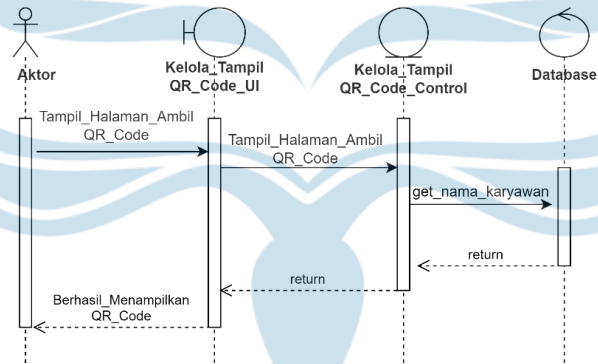 Aktor
Kelola_Tampil
QR_Code_UI
Kelola_Tampil
QR_Code_Control
Database
Tampil_Halaman_Ambil
QR_Code
Tampil_Halaman_Ambil
QR_Code
get_nama_karyawan
return
return
Berhasil_Menampilkan
QR_Code